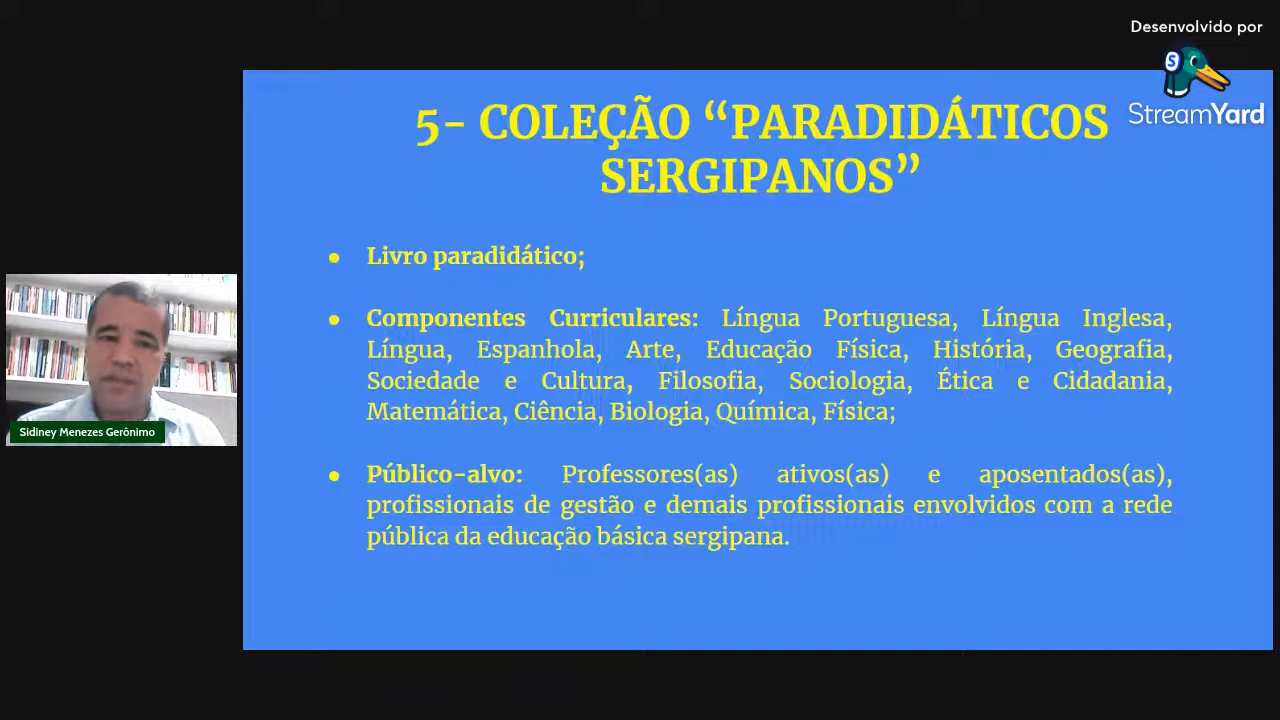 Desenvolvido por
StreamYard
5- COLEÇÃO “PARADIDÁTICOS
SERGIPANOS”
● Livro paradidático;
● Componentes Curriculares: Língua Portuguesa, Língua Inglesa,
Língua, Espanhola, Arte, Educação Física, História, Geografia,
Sociedade e Cultura, Filosofia, Sociologia, Ética e Cidadania,
Matemática, Ciência, Biologia, Química, Física;
● Público-alvo: Professores(as) ativos(as) e aposentados(as),
profissionais de gestão e demais profissionais envolvidos com a rede
pública da educação básica sergipana.
Sidiney Menezes Gerônimo